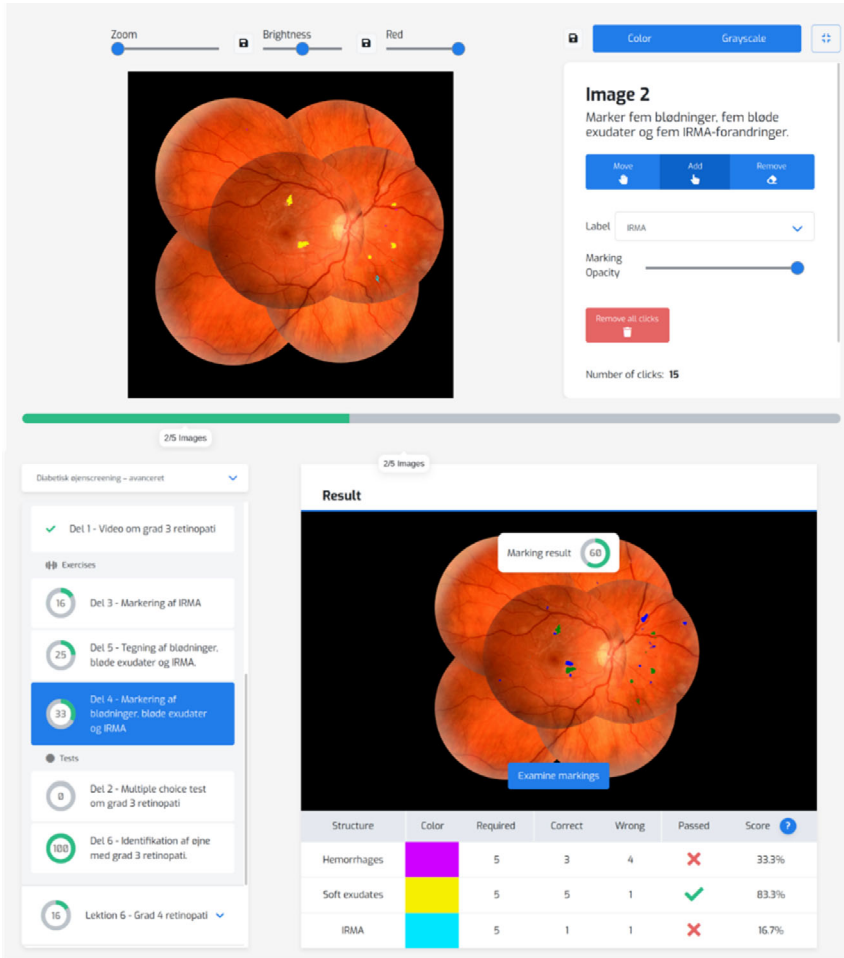 Zoom
Brightness
Red
Color
Grayscale
Image 2
Marker fem blødninger, fem bløde
exudater og fem IRMA-forandringer.
Move
Add
Remove
Label
IRMA
Marking
Opacity
Remove all clicks
Number of clicks: 15
2/5 Images
Diabetisk øjenscreening – avanceret
Del 1 - Video om grad 3 retinopati
Exercises
16
Del 3 - Markering af IRMA
25
Del 5 - Tegning af blødninger,
bløde exudater og IRMA.
33
Del 4 - Markering af
blødninger, bløde exudater
og IRMA
Tests
0
Del 2 - Multiple choice test
om grad 3 retinopati
100
Del 6 - Identifikation af øjne
med grad 3 retinopati.
16
Lektion 6 - Grad 4 retinopati
2/5 Images
Result
Marking result 60
Examine markings
Structure Color Required Correct Wrong Passed Score ?
Hemorrhages 5 3 4 33.3%
Soft exudates 5 5 1 83.3%
IRMA 5 1 1 16.7%